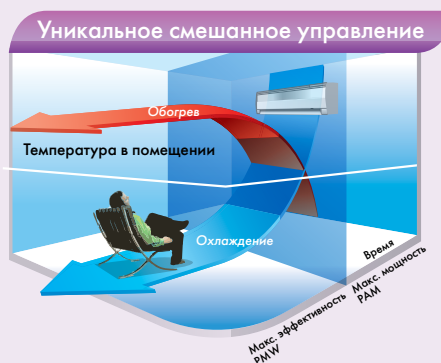 Уникальное смешанное управление
Обогрев
Температура в помещении
Охлаждение
Время
Макс. мощность
PAM
Макс. эффективность
PMW